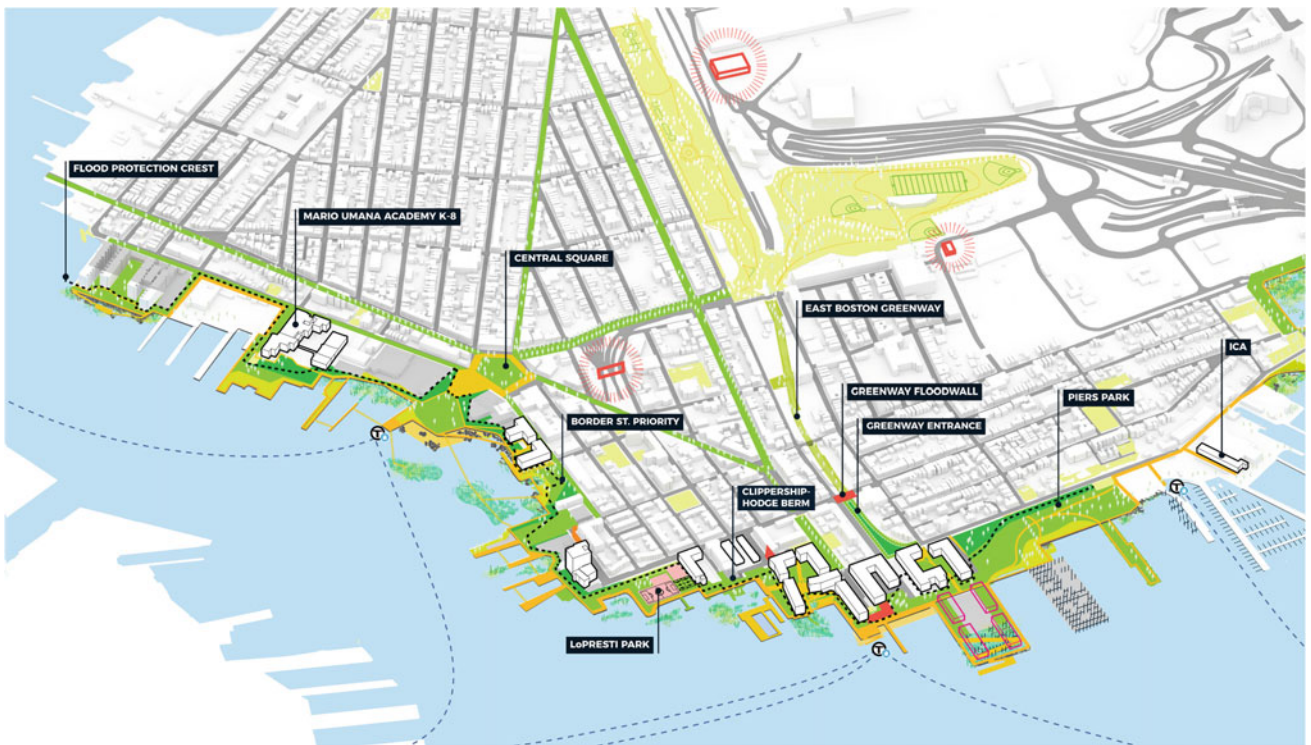 FLOOD PROTECTION CREST
MARIO UMANA ACADEMY K-8
CENTRAL SQUARE
EAST BOSTON GREENWAY
ICA
GREENWAY FLOODWALL
PIERS PARK
BORDER ST. PRIORITY
GREENWAY ENTRANCE
CLIPPERSHIP-
HODGE BERM
LoPRESTI PARK
T
T
T